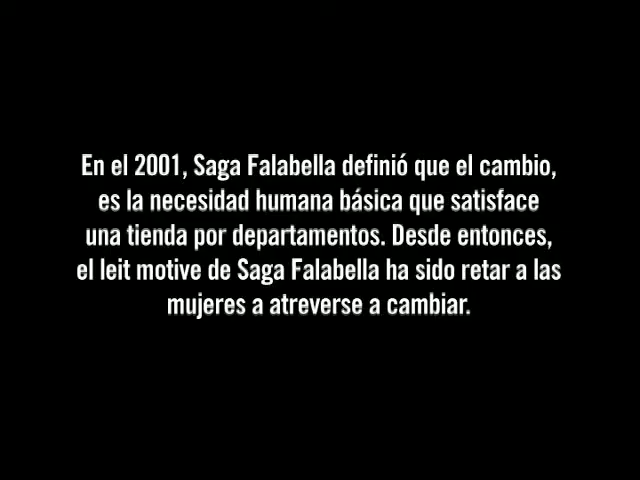 En el 2001, Saga Falabella definió que el cambio,
es la necesidad humana básica que satisface
una tienda por departamentos. Desde entonces,
el leit motive de Saga Falabella ha sido retar a las
mujeres a atreverse a cambiar.